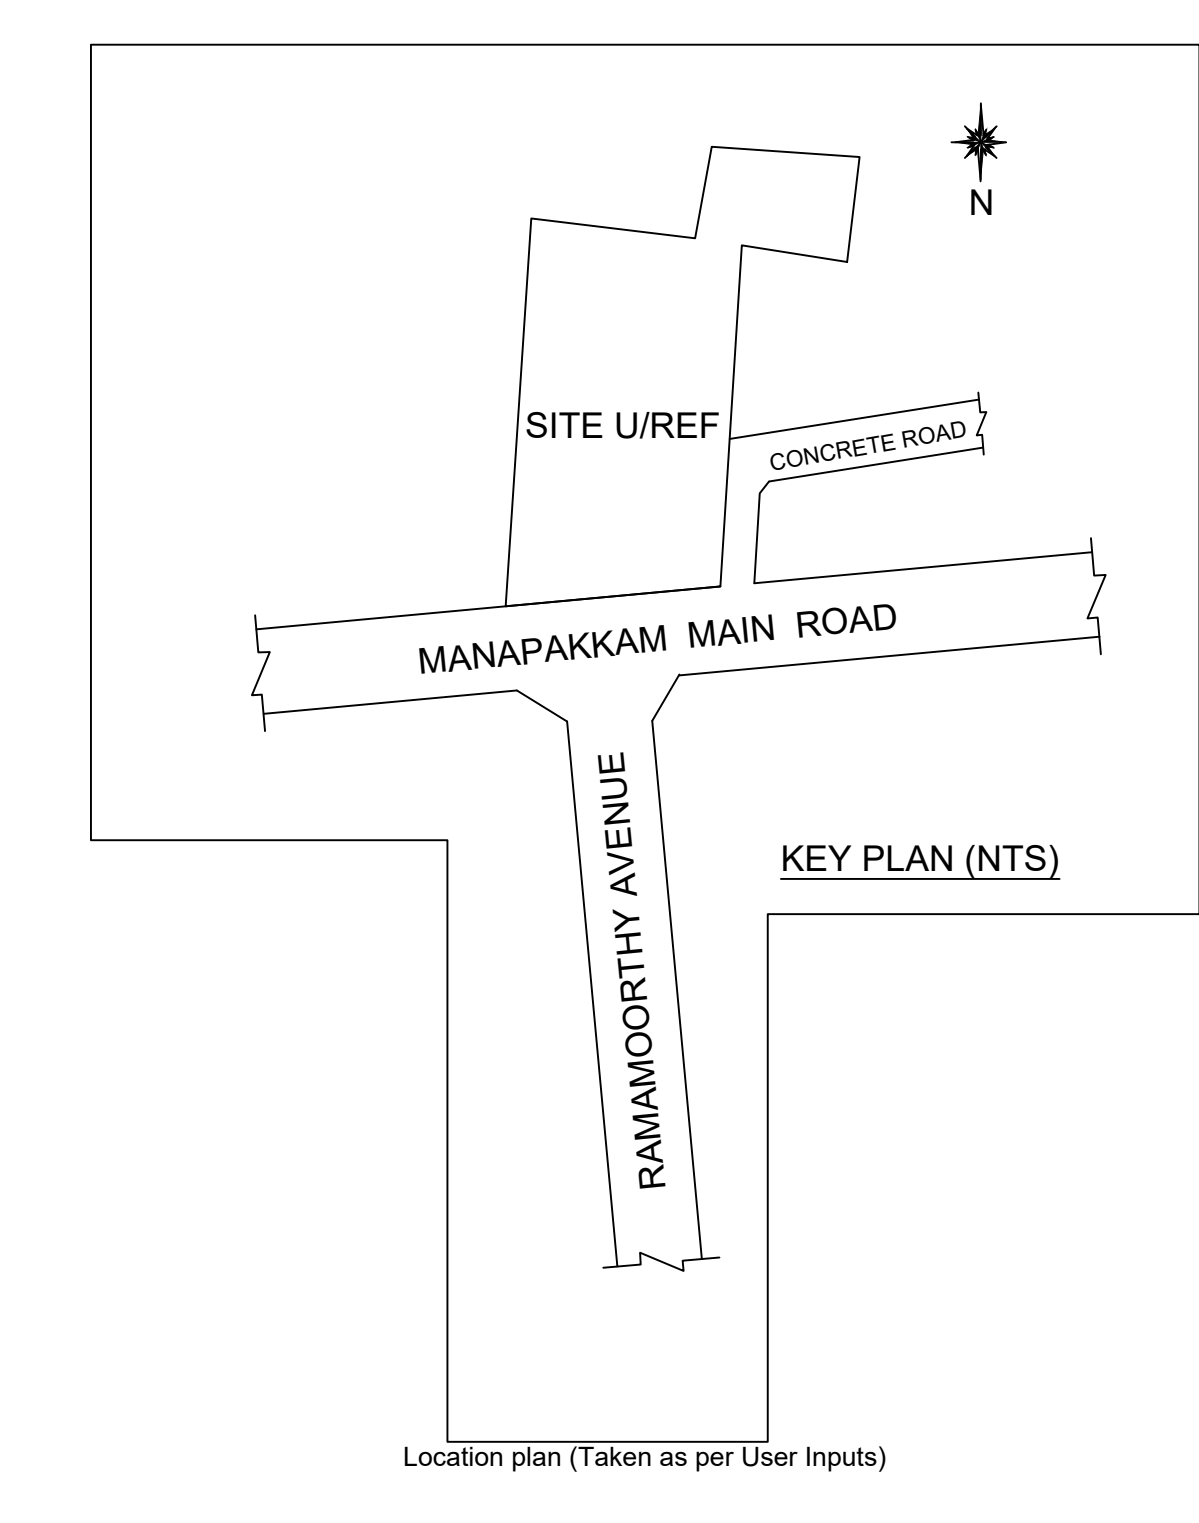 N
SITE U/REF
CONCRETE ROAD
MANAPAKKAM MAIN ROAD
RAMAMOORTHY AVENUE
KEY PLAN (NTS)
Location plan (Taken as per User Inputs)